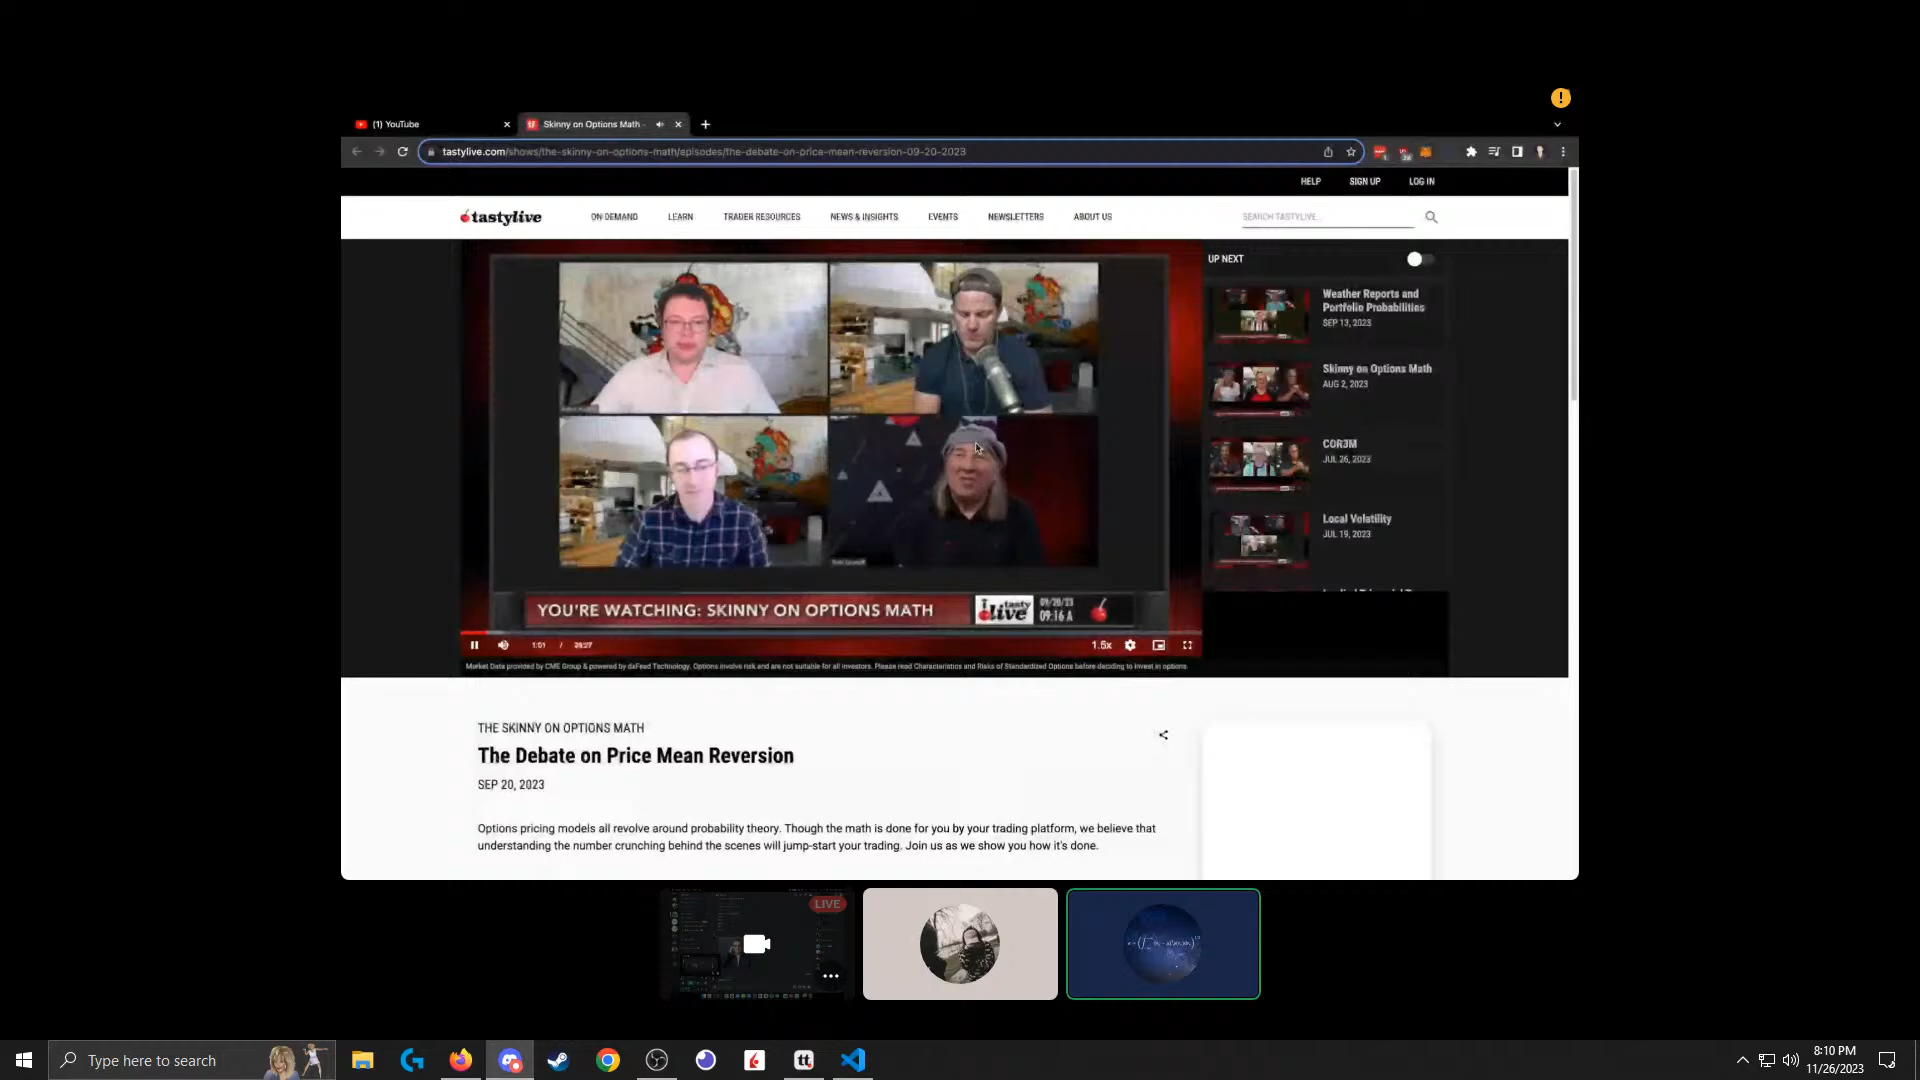 (1) YouTube
Skinny on Options Math
tastylive.com/shows/the-skinny-on-options-math/episodes/the-debate-on-price-mean-reversion-09-20-2023
HELP SIGN UP LOG IN
tastylive
ON DEMAND LEARN TRADER RESOURCES NEWS & INSIGHTS EVENTS NEWSLETTERS ABOUT US
SEARCH TASTYLIVE...
UP NEXT
Weather Reports and
Portfolio Probabilities
SEP 13, 2023
Skinny on Options Math
AUG 2, 2023
COR3M
JUL 26, 2023
Local Volatility
JUL 19, 2023
YOU'RE WATCHING: SKINNY ON OPTIONS MATH
tasty
live
09/20/23
09:16 A
1:01 /
1.5x
Market Data provided by CME Group & powered by dxFeed Technology. Options involve risk and are not suitable for all investors. Please read Characteristics and Risks of Standardized Options before deciding to invest in options.
THE SKINNY ON OPTIONS MATH
The Debate on Price Mean Reversion
SEP 20, 2023
Options pricing models all revolve around probability theory. Though the math is done for you by your trading platform, we believe that
understanding the number crunching behind the scenes will jump-start your trading. Join us as we show you how it's done.
LIVE
Type here to search
tt
8:10 PM
11/26/2023